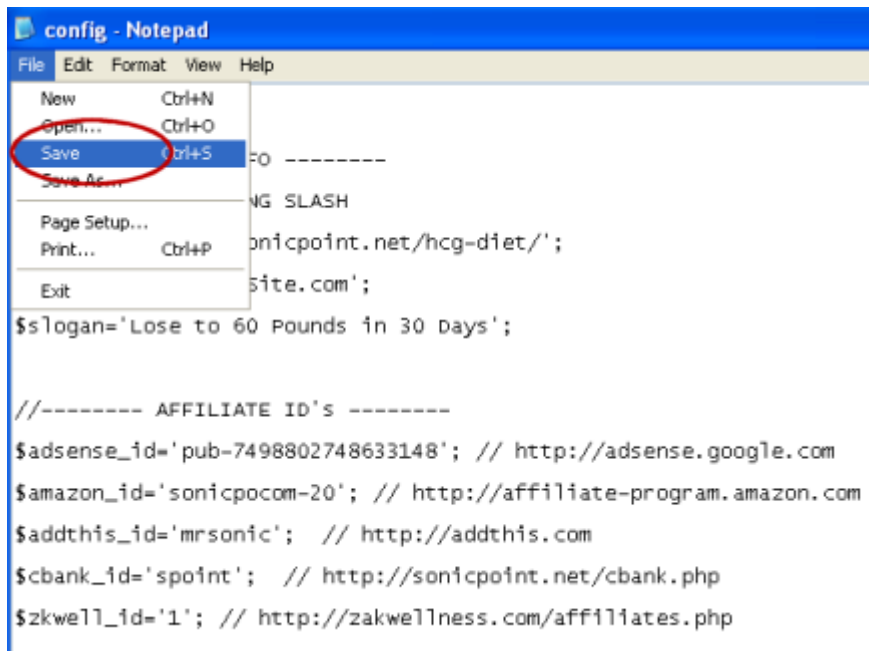 config - Notepad
File Edit Format View Help
New Ctrl+N
Open... Ctrl+O
Save Ctrl+S
Save As...
Page Setup...
Print... Ctrl+P
Exit
FO --------
NG SLASH
onicpoint.net/hcg-diet/';
Site.com';
$slogan='Lose to 60 Pounds in 30 Days';
//-------- AFFILIATE ID's --------
$adsense_id='pub-7498802748633148'; // http://adsense.google.com
$amazon_id='sonicpocom-20'; // http://affiliate-program.amazon.com
$addthis_id='mrsonic';  // http://addthis.com
$cbank_id='spoint';  // http://sonicpoint.net/cbank.php
$zkwell_id='1'; // http://zakwellness.com/affiliates.php